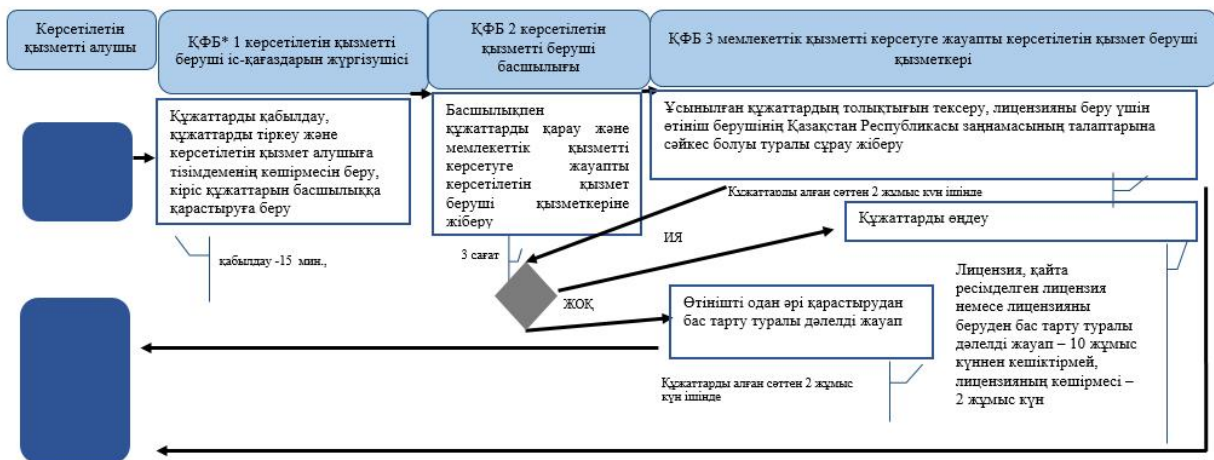 Көрсетілетін
қызметті алушы
ҚФБ* 1 көрсетілетін қызметті
беруші іс-қағаздарын жүргізушісі
ҚФБ 2 көрсетілетін
қызметті беруші
басшылығы
ҚФБ 3 мемлекеттік қызметті көрсетуге жауапты көрсетілетін қызмет беруші
қызметкері
Құжаттарды қабылдау,
құжаттарды тіркеу және
көрсетілетін қызмет алушыға
тізімдеменің көшірмесін беру,
кіріс құжаттарын басшылыққа
қарастыруға беру
Басшылықпен
құжаттарды қарау және
мемлекеттік қызметті
көрсетуге жауапты
көрсетілетін қызмет
беруші қызметкеріне
жіберу
Ұсынылған құжаттардың толықтығын тексеру, лицензияны беру үшін
өтініш берушінің Қазақстан Республикасы заңнамасының талаптарына
сәйкес болуы туралы сұрау жіберу
Құжаттарды алған сәттен 2 жұмыс күн ішінде
Құжаттарды өңдеу
қабылдау -15 мин.,
3 сағат
ИЯ
ЖОҚ
Өтінішті одан әрі қарастырудан
бас тарту туралы дәлелді жауап
Құжаттарды алған сәттен 2 жұмыс
күн ішінде
Лицензия, қайта
ресімделген лицензия
немесе лицензияны
беруден бас тарту туралы
дәлелді жауап – 10 жұмыс
күннен кешіктірмей,
лицензияның көшірмесі –
2 жұмыс күн